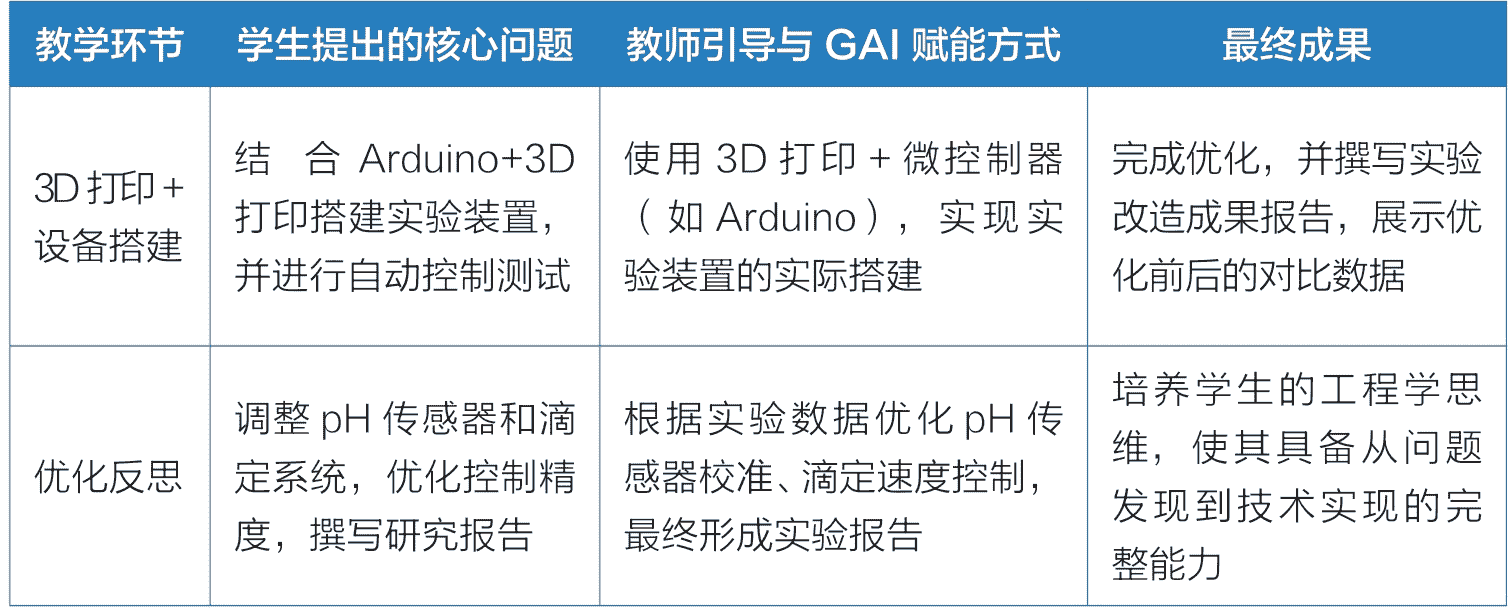 教学环节 学生提出的核心问题 教师引导与 GAI 赋能方式 最终成果
3D 打印 +
设备搭建
结合 Arduino+3D
打印搭建实验装置，
并进行自动控制测试
使用 3D 打印 + 微控制器
（如 Arduino），实现实
验装置的实际搭建
完成优化，并撰写实验
改造成果报告，展示优
化前后的对比数据
优化反思
调整 pH 传感器和滴
定系统，优化控制精
度，撰写研究报告
根据实验数据优化 pH 传
感器校准、滴定速度控制，
最终形成实验报告
培养学生的工程学思
维，使其具备从问题
发现到技术实现的完
整能力